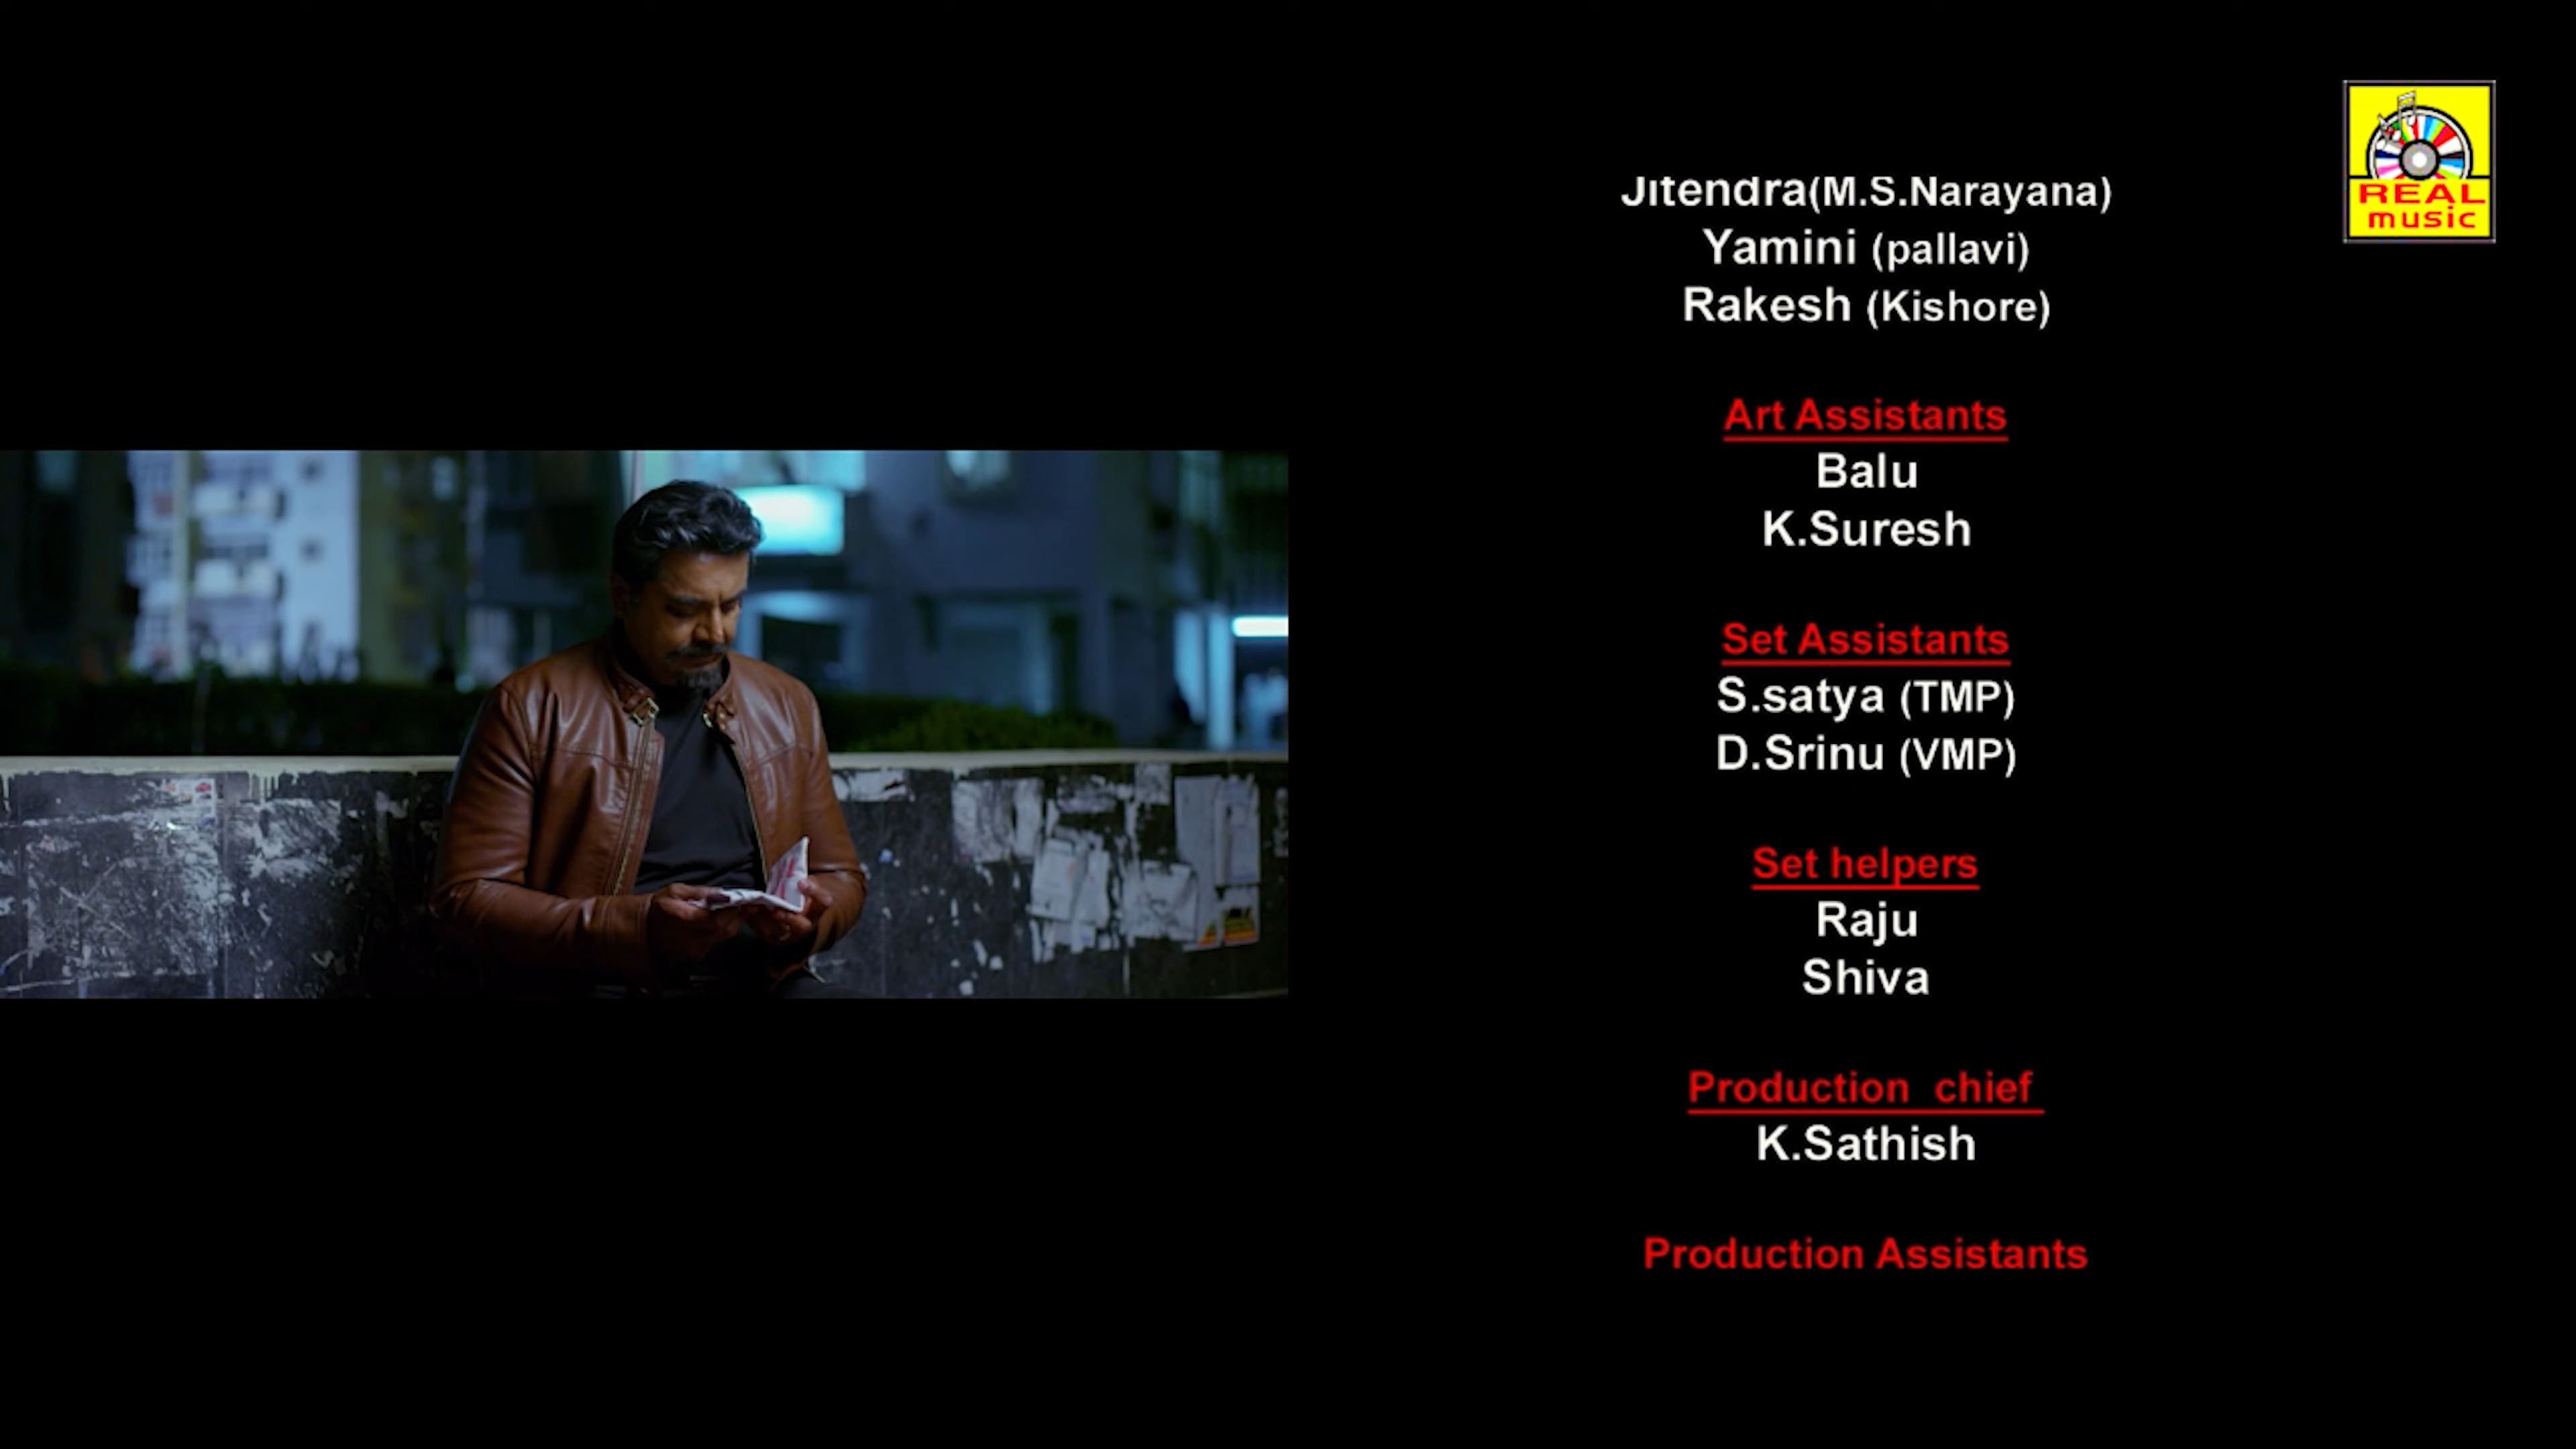 Jitendra(M.S.Narayana)
Yamini (pallavi)
Rakesh (Kishore)
Art Assistants
Balu
K.Suresh
Set Assistants
S.satya (TMP)
D.Srinu (VMP)
Set helpers
Raju
Shiva
Production  chief
K.Sathish
Production Assistants
REAL
music